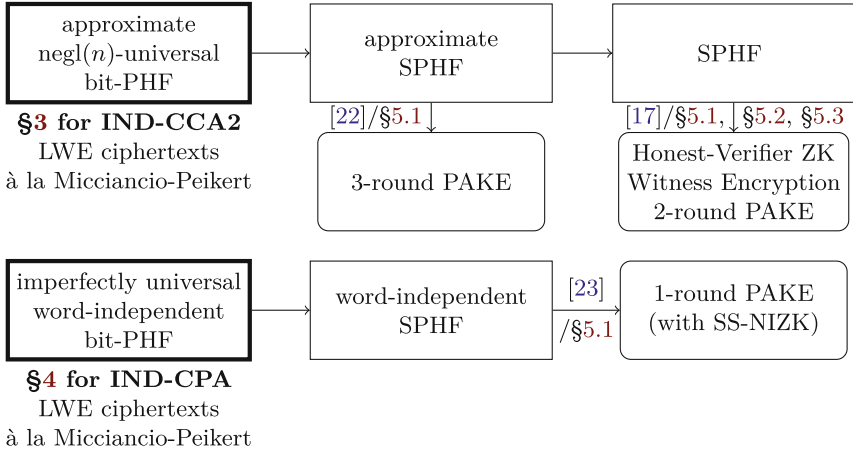 approximate
negl(n)-universal
bit-PHF
§3 for IND-CCA2
LWE ciphertexts
à la Micciancio-Peikert
approximate
SPHF
[22]/§5.1
3-round PAKE
SPHF
[17]/§5.1, §5.2, §5.3
Honest-Verifier ZK
Witness Encryption
2-round PAKE
imperfectly universal
word-independent
bit-PHF
§4 for IND-CPA
LWE ciphertexts
à la Micciancio-Peikert
word-independent
SPHF
[23]
/§5.1
1-round PAKE
(with SS-NIZK)